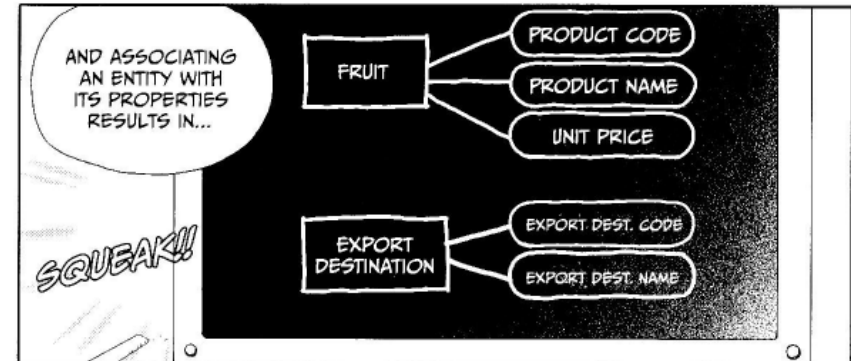 AND ASSOCIATING
AN ENTITY WITH
ITS PROPERTIES
RESULTS IN...
FRUIT
PRODUCT CODE
PRODUCT NAME
UNIT PRICE
SQUEAK!!
EXPORT
DESTINATION
EXPORT DEST. CODE
EXPORT DEST. NAME